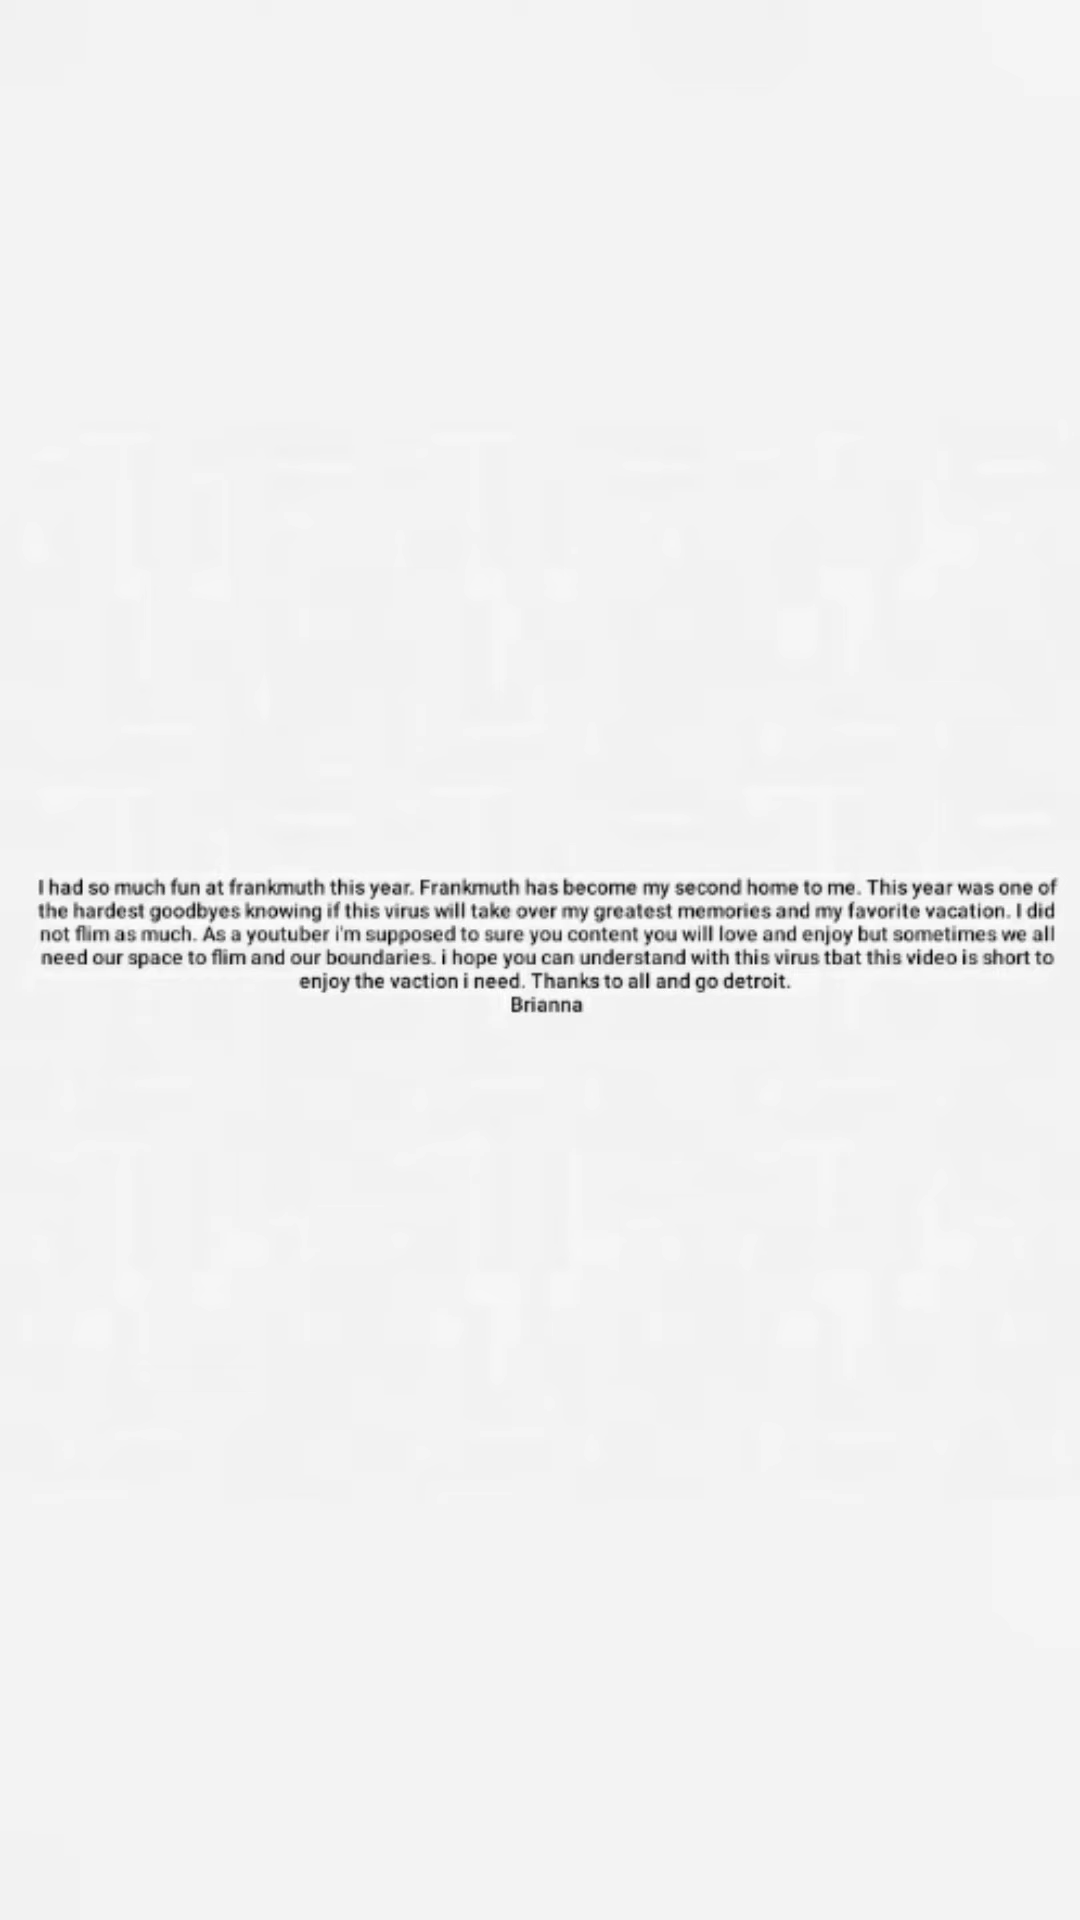 I had so much fun at frankmuth this year. Frankmuth has become my second home to me. This year was one of
the hardest goodbyes knowing if this virus will take over my greatest memories and my favorite vacation. I did
not flim as much. As a youtuber i'm supposed to sure you content you will love and enjoy but sometimes we all
need our space to flim and our boundaries. i hope you can understand with this virus tbat this video is short to
enjoy the vaction i need. Thanks to all and go detroit.
Brianna